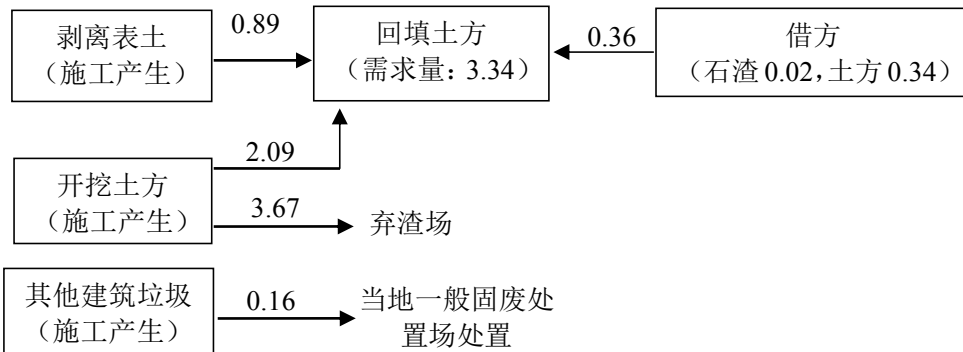 剥离表土
（施工产生）
0.89
回填土方
（需求量：3.34）
0.36
借方
（石渣 0.02，土方 0.34）
2.09
开挖土方
（施工产生）
3.67
弃渣场
其他建筑垃圾
（施工产生）
0.16
当地一般固废处
置场处置